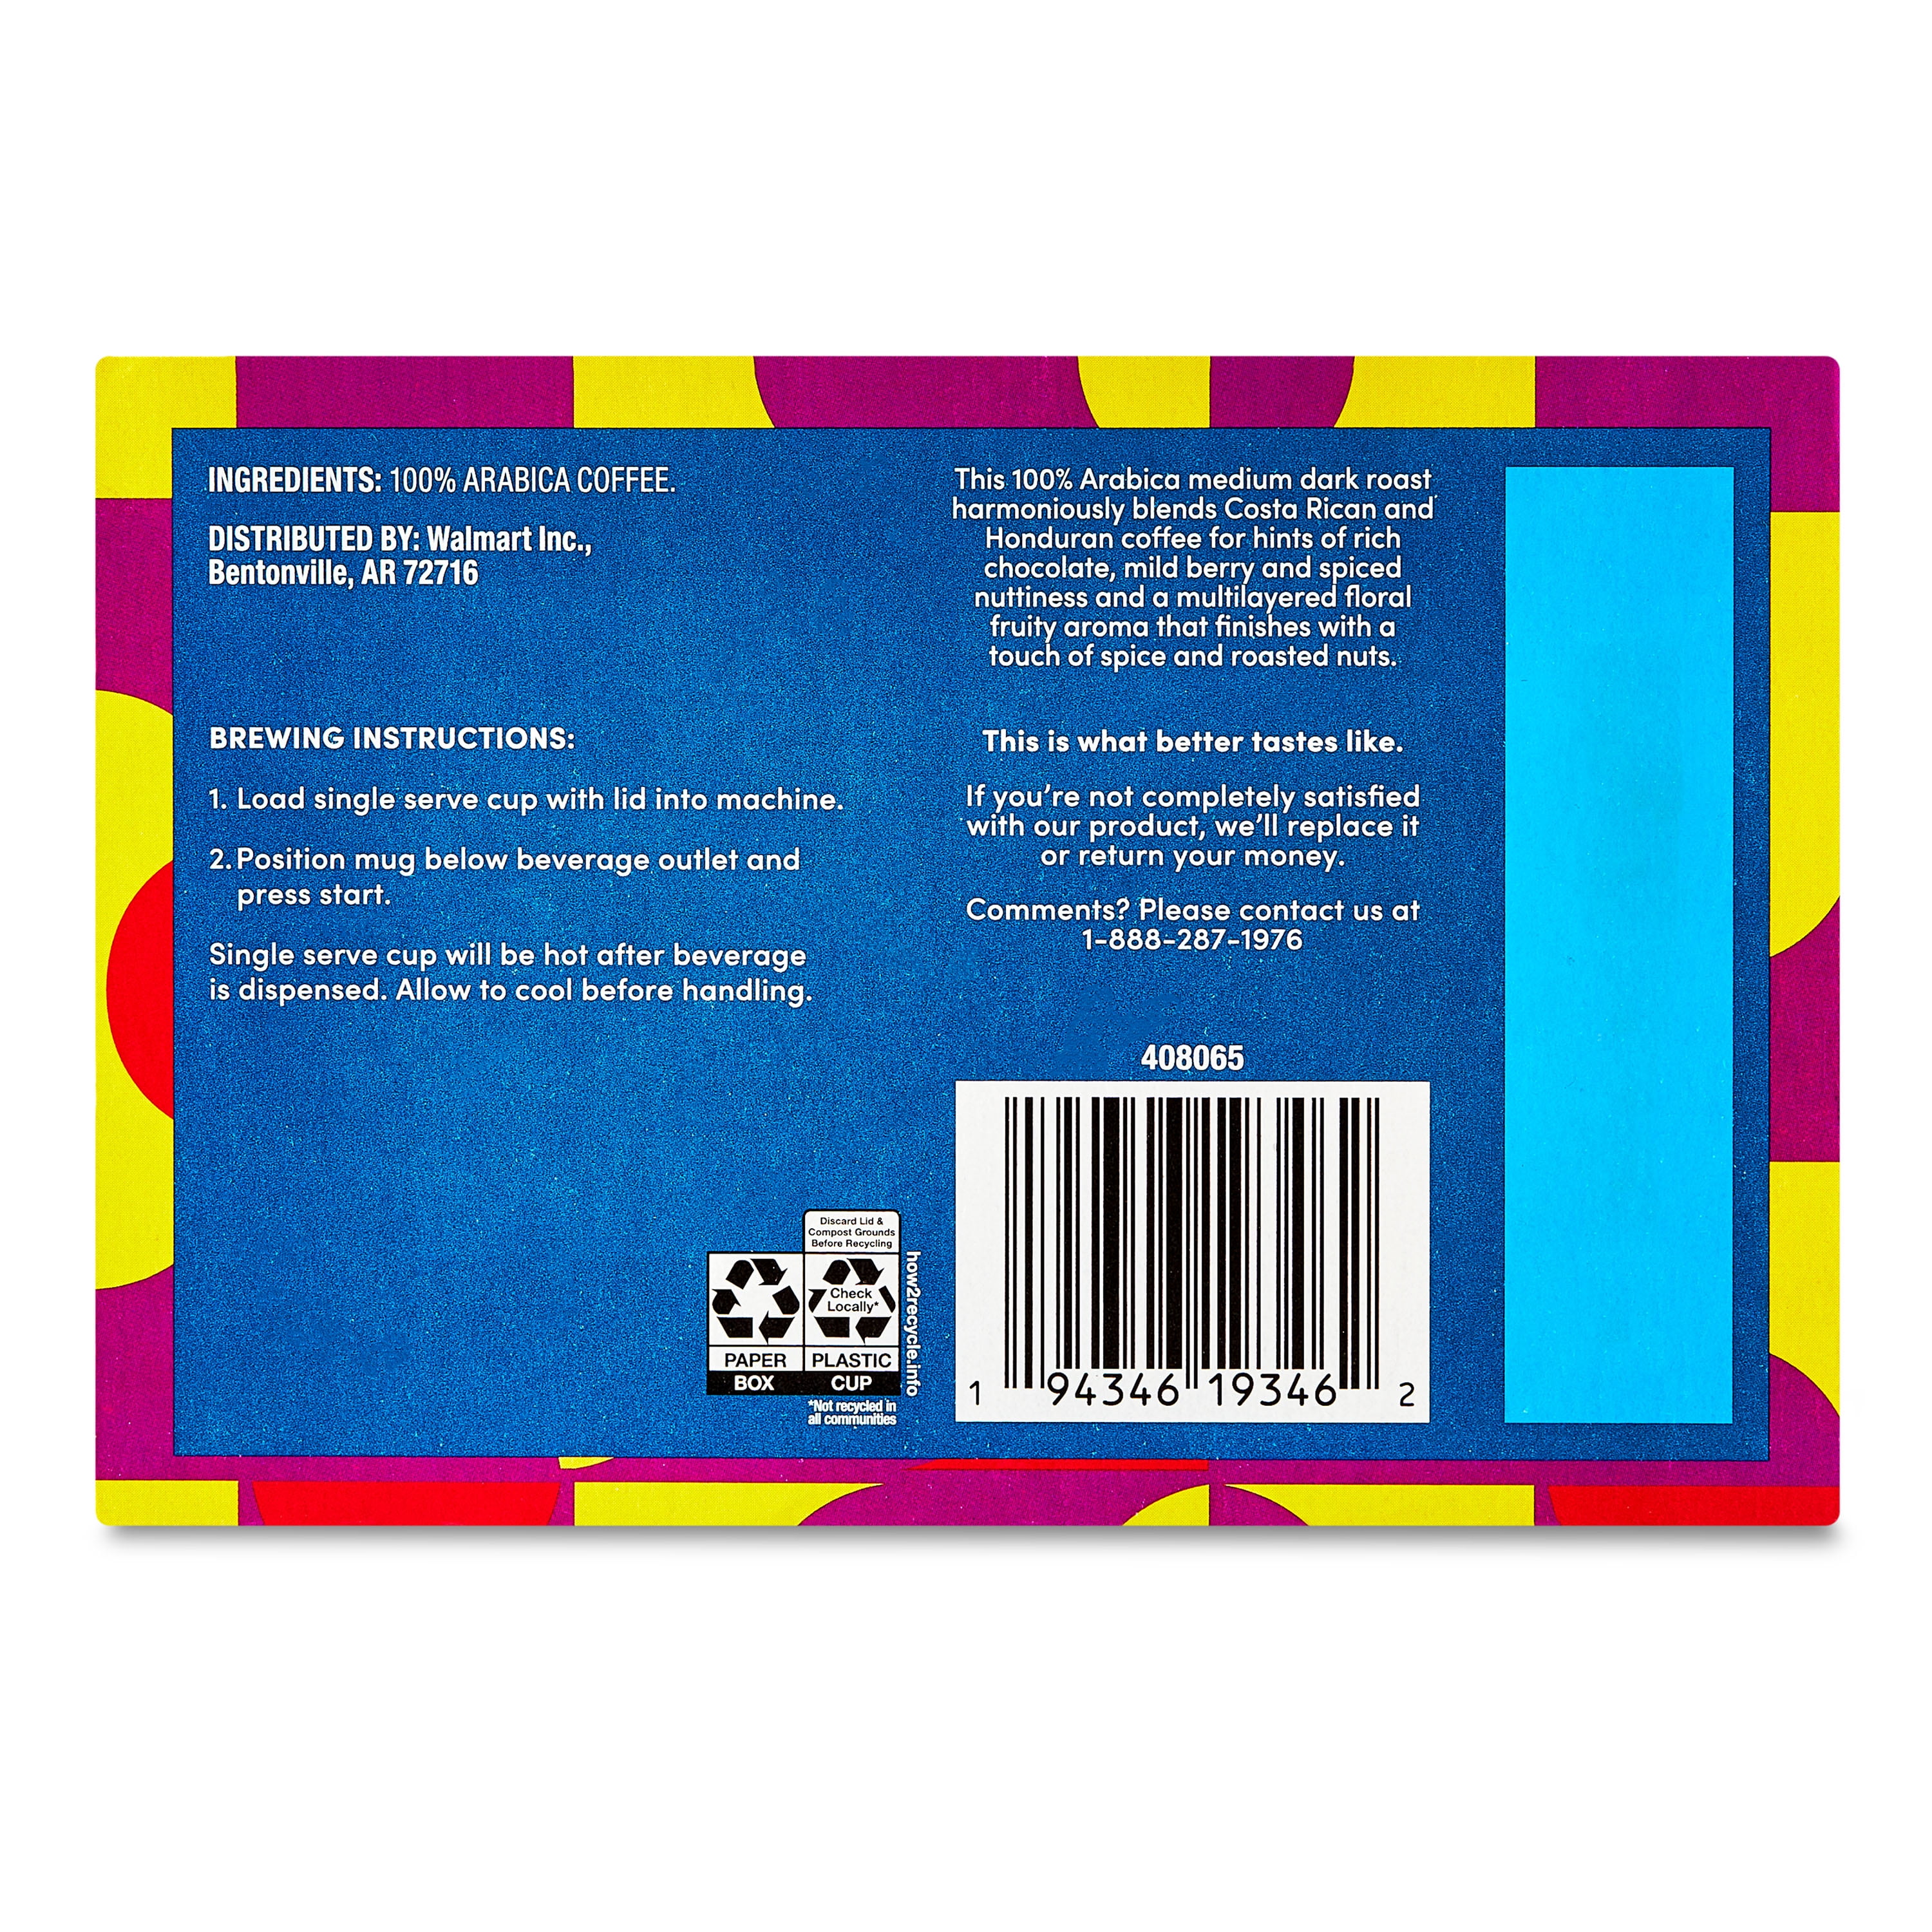 INGREDIENTS: 100% ARABICA COFFEE.
DISTRIBUTED BY: Walmart Inc.,
Bentonville, AR 72716
BREWING INSTRUCTIONS:
1. Load single serve cup with lid into machine.
2. Position mug below beverage outlet and
press start.
Single serve cup will be hot after beverage
is dispensed. Allow to cool before handling.
Discard Lid &
Compost Grounds
Before Recycling
Check
Locally*
PAPER
PLASTIC
BOX
CUP
*Not recycled in
all communities
how2recycle.info
This 100% Arabica medium dark roast
harmoniously blends Costa Rican and
Honduran coffee for hints of rich
chocolate, mild berry and spiced
nuttiness and a multilayered floral
fruity aroma that finishes with a
touch of spice and roasted nuts.
This is what better tastes like.
If you're not completely satisfied
with our product, we'll replace it
or return your money.
Comments? Please contact us at
1-888-287-1976
408065
1 94346 19346 2